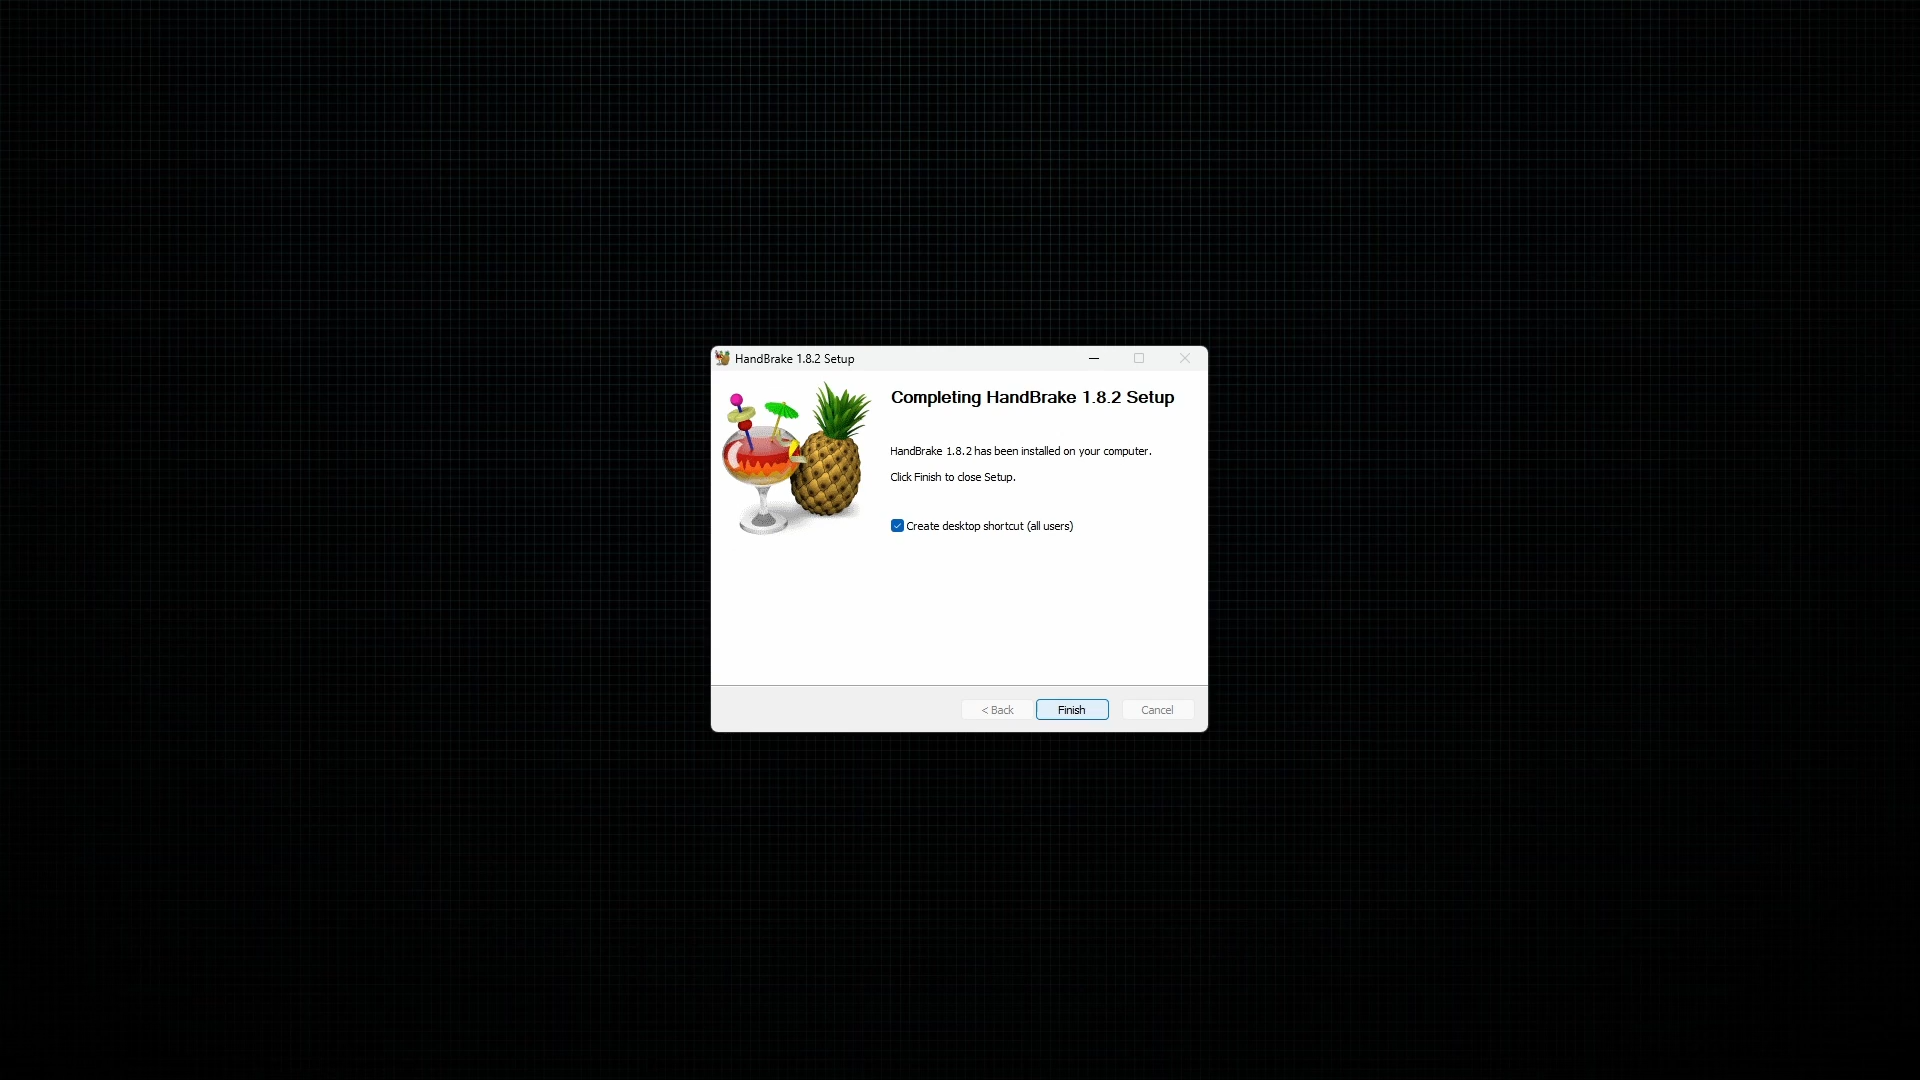 HandBrake 1.8.2 Setup
Completing HandBrake 1.8.2 Setup
HandBrake 1.8.2 has been installed on your computer.
Click Finish to close Setup.
Create desktop shortcut (all users)
< Back
Finish
Cancel